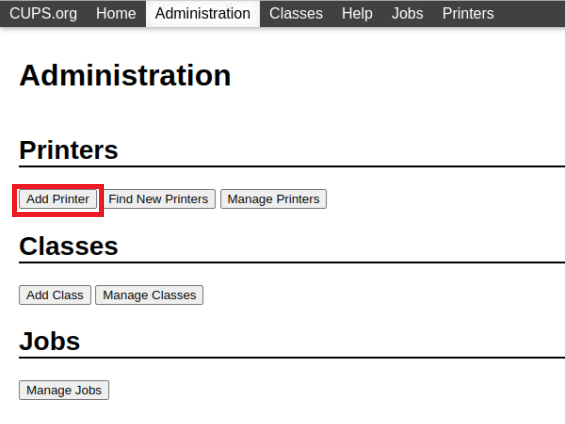 CUPS.org Home Administration Classes Help Jobs Printers
Administration
Printers
Add Printer Find New Printers Manage Printers
Classes
Add Class Manage Classes
Jobs
Manage Jobs